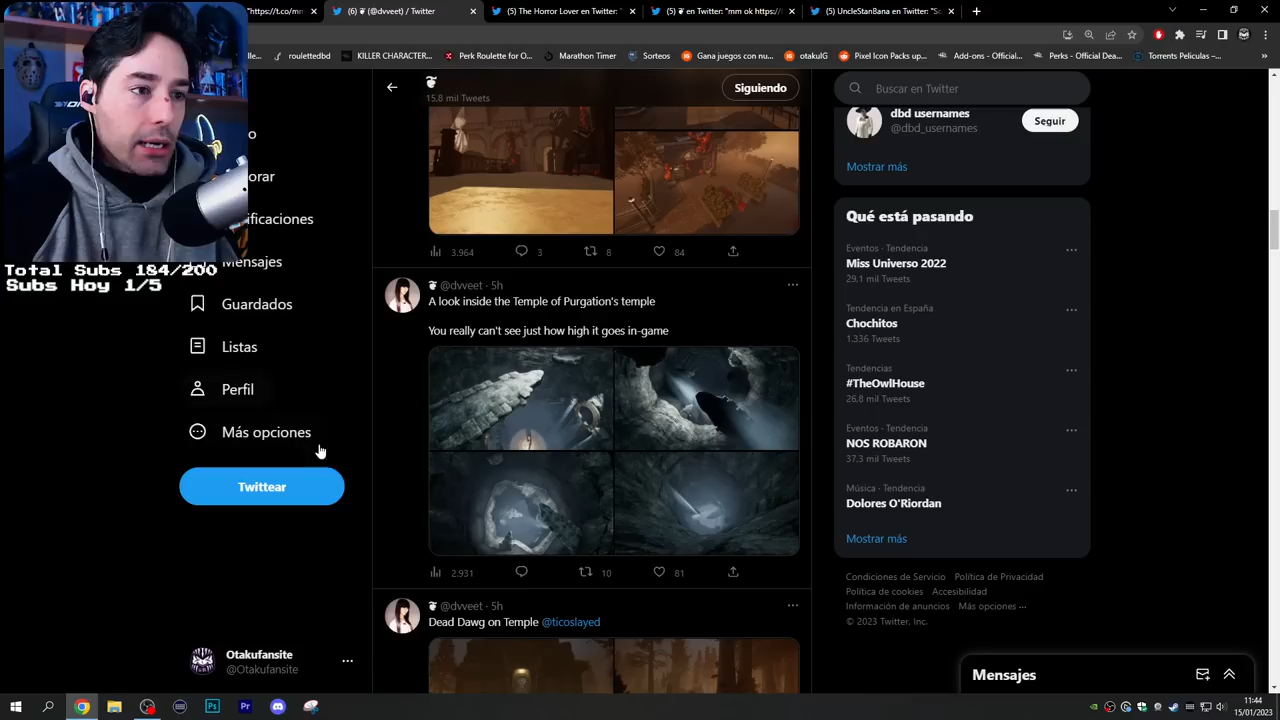 "https://t.co/mm
(6) (@dvveet) / Twitter
(5) The Horror Lover en Twitter: "
(5) en Twitter: "mm ok https://
(5) UncleStanBana en Twitter: "S
roulettedbd
KILLER CHARACTER...
Perk Roulette for O...
Marathon Timer
Sorteos
Gana juegos con nu...
otakuIG
Pixel Icon Packs up...
Add-ons - Official...
Perks - Official Dea...
Torrents Peliculas –...
15,8 mil Tweets
Siguiendo
Buscar en Twitter
dbd usernames
@dbd_usernames
Seguir
Mostrar más
Mensajes
Guardados
Listas
Perfil
Más opciones
Twittear
Total Subs 184/200
Subs Hoy 1/5
3.964
3
8
84
@dvveet · 5h
A look inside the Temple of Purgation's temple
You really can't see just how high it goes in-game
2.931
10
81
@dvveet · 5h
Dead Dawg on Temple @ticoslayed
Qué está pasando
Eventos · Tendencia
Miss Universo 2022
29,1 mil Tweets
Tendencia en España
Chochitos
1.336 Tweets
Tendencias
#TheOwlHouse
26,8 mil Tweets
Eventos · Tendencia
NOS ROBARON
37,3 mil Tweets
Música · Tendencia
Dolores O'Riordan
Mostrar más
Condiciones de Servicio Política de Privacidad
Política de cookies Accesibilidad
Información de anuncios Más opciones ···
© 2023 Twitter, Inc.
Otakufansite
@Otakufansite
Mensajes
11:44
15/01/2023